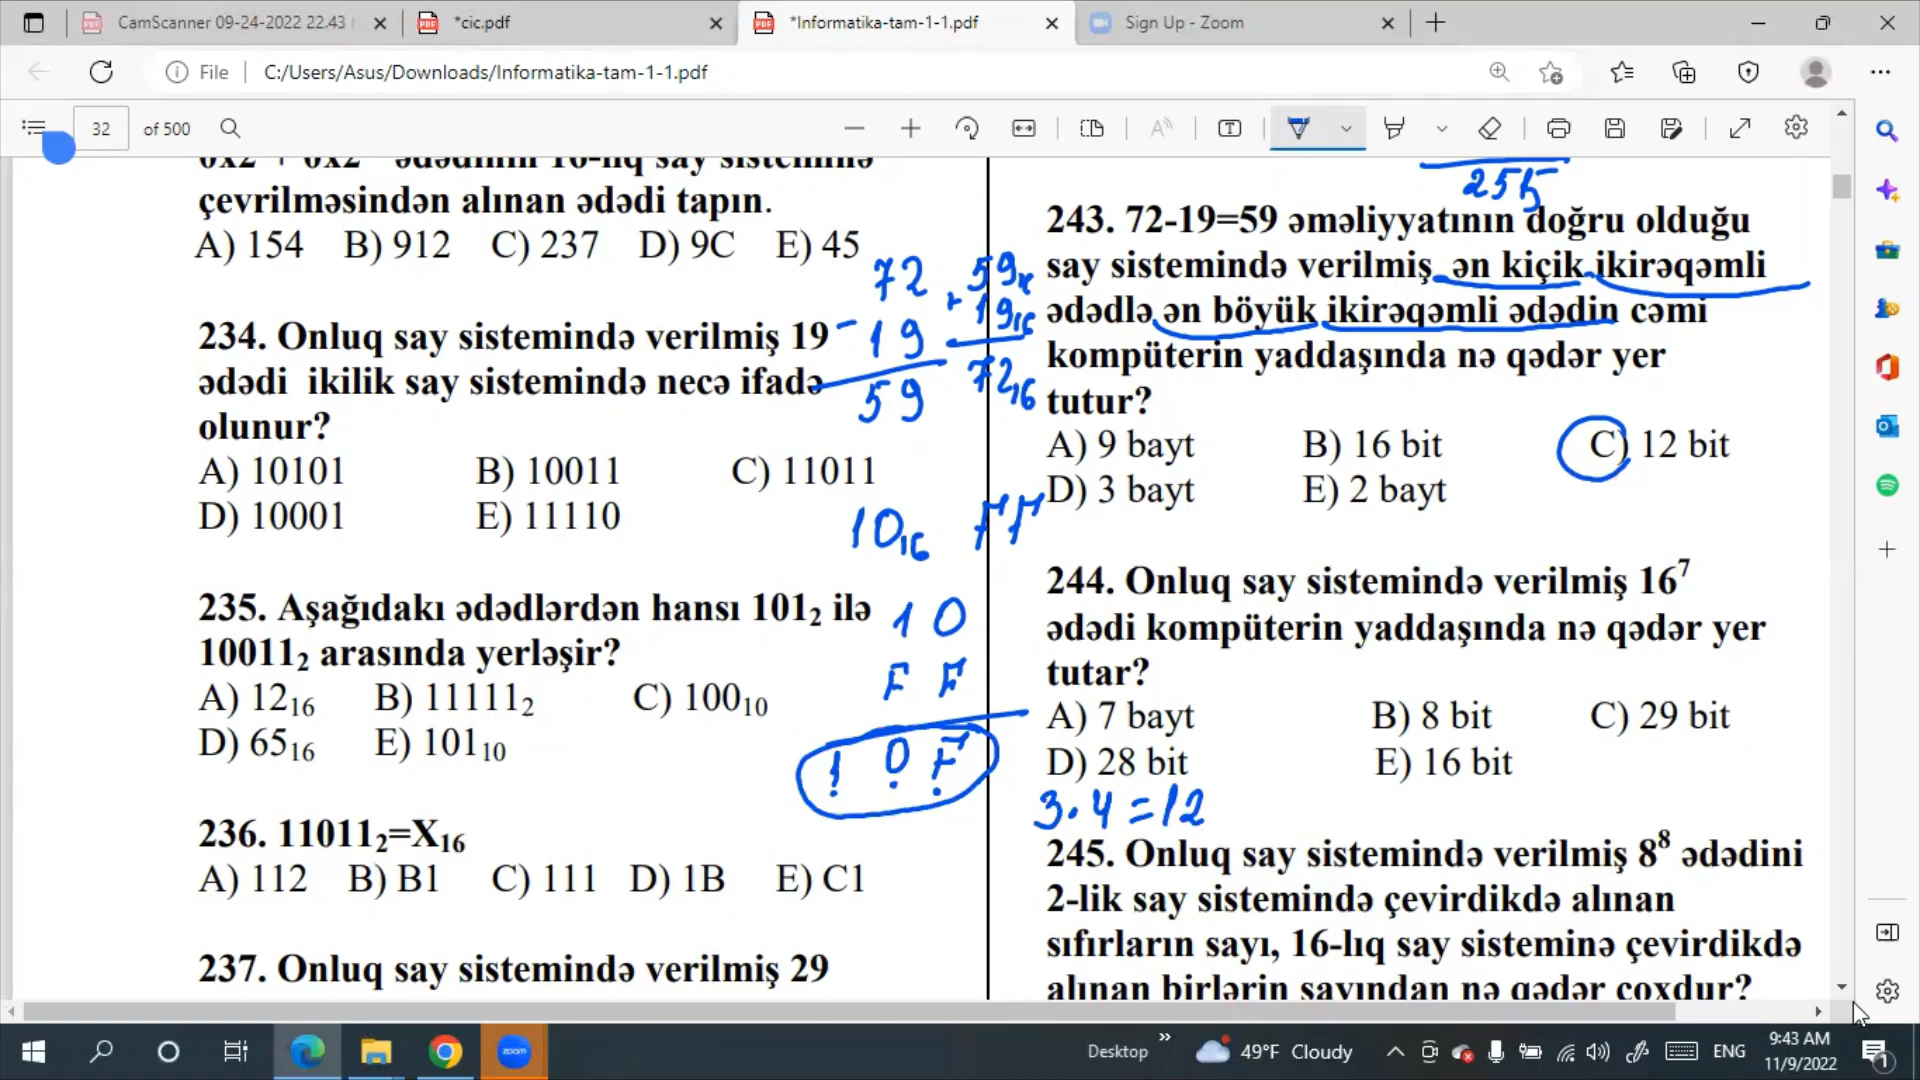 CamScanner 09-24-2022 22.43
*cic.pdf
*Informatika-tam-1-1.pdf
Sign Up - Zoom
File
C:/Users/Asus/Downloads/Informatika-tam-1-1.pdf
32 of 500
çevrilməsindən alınan ədədi tapın.
A) 154 B) 912 C) 237 D) 9C E) 45
234. Onluq say sistemində verilmiş 19
ədədi ikilik say sistemində necə ifadə
olunur?
A) 10101 B) 10011 C) 11011
D) 10001 E) 11110
235. Aşağıdakı ədədlərdən hansı 101₂ ilə
10011₂ arasında yerləşir?
A) 12₁₆ B) 11111₂ C) 100₁₀
D) 65₁₆ E) 101₁₀
236. 11011₂=X₁₆
A) 112 B) B1 C) 111 D) 1B E) C1
237. Onluq say sistemində verilmiş 29
72
- 19
59
59
+ 19₁₆
72₁₆
10₁₆ FF
1 0
F F
1 0 F
255
243. 72-19=59 əməliyyatının doğru olduğu
say sistemində verilmiş ən kiçik ikirəqəmli
ədədlə ən böyük ikirəqəmli ədədin cəmi
kompüterin yaddaşında nə qədər yer
tutur?
A) 9 bayt B) 16 bit C) 12 bit
D) 3 bayt E) 2 bayt
244. Onluq say sistemində verilmiş 16⁷
ədədi kompüterin yaddaşında nə qədər yer
tutar?
A) 7 bayt B) 8 bit C) 29 bit
D) 28 bit E) 16 bit
3·4=12
245. Onluq say sistemində verilmiş 8⁸ ədədini
2-lik say sistemində çevirdikdə alınan
sıfırların sayı, 16-lıq say sisteminə çevirdikdə
alınan birlərin sayından nə qədər çoxdur?
zoom
Desktop
49°F Cloudy
ENG
9:43 AM
11/9/2022
1